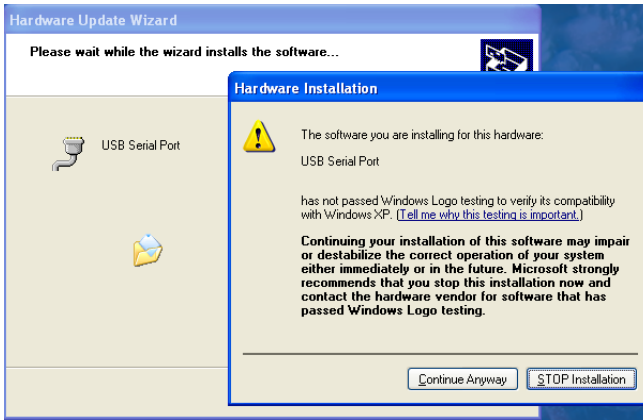 Hardware Update Wizard
Please wait while the wizard installs the software...
Hardware Installation
USB Serial Port
The software you are installing for this hardware:
USB Serial Port
has not passed Windows Logo testing to verify its compatibility
with Windows XP. (Tell me why this testing is important.)
Continuing your installation of this software may impair
or destabilize the correct operation of your system
either immediately or in the future. Microsoft strongly
recommends that you stop this installation now and
contact the hardware vendor for software that has
passed Windows Logo testing.
Continue Anyway
STOP Installation